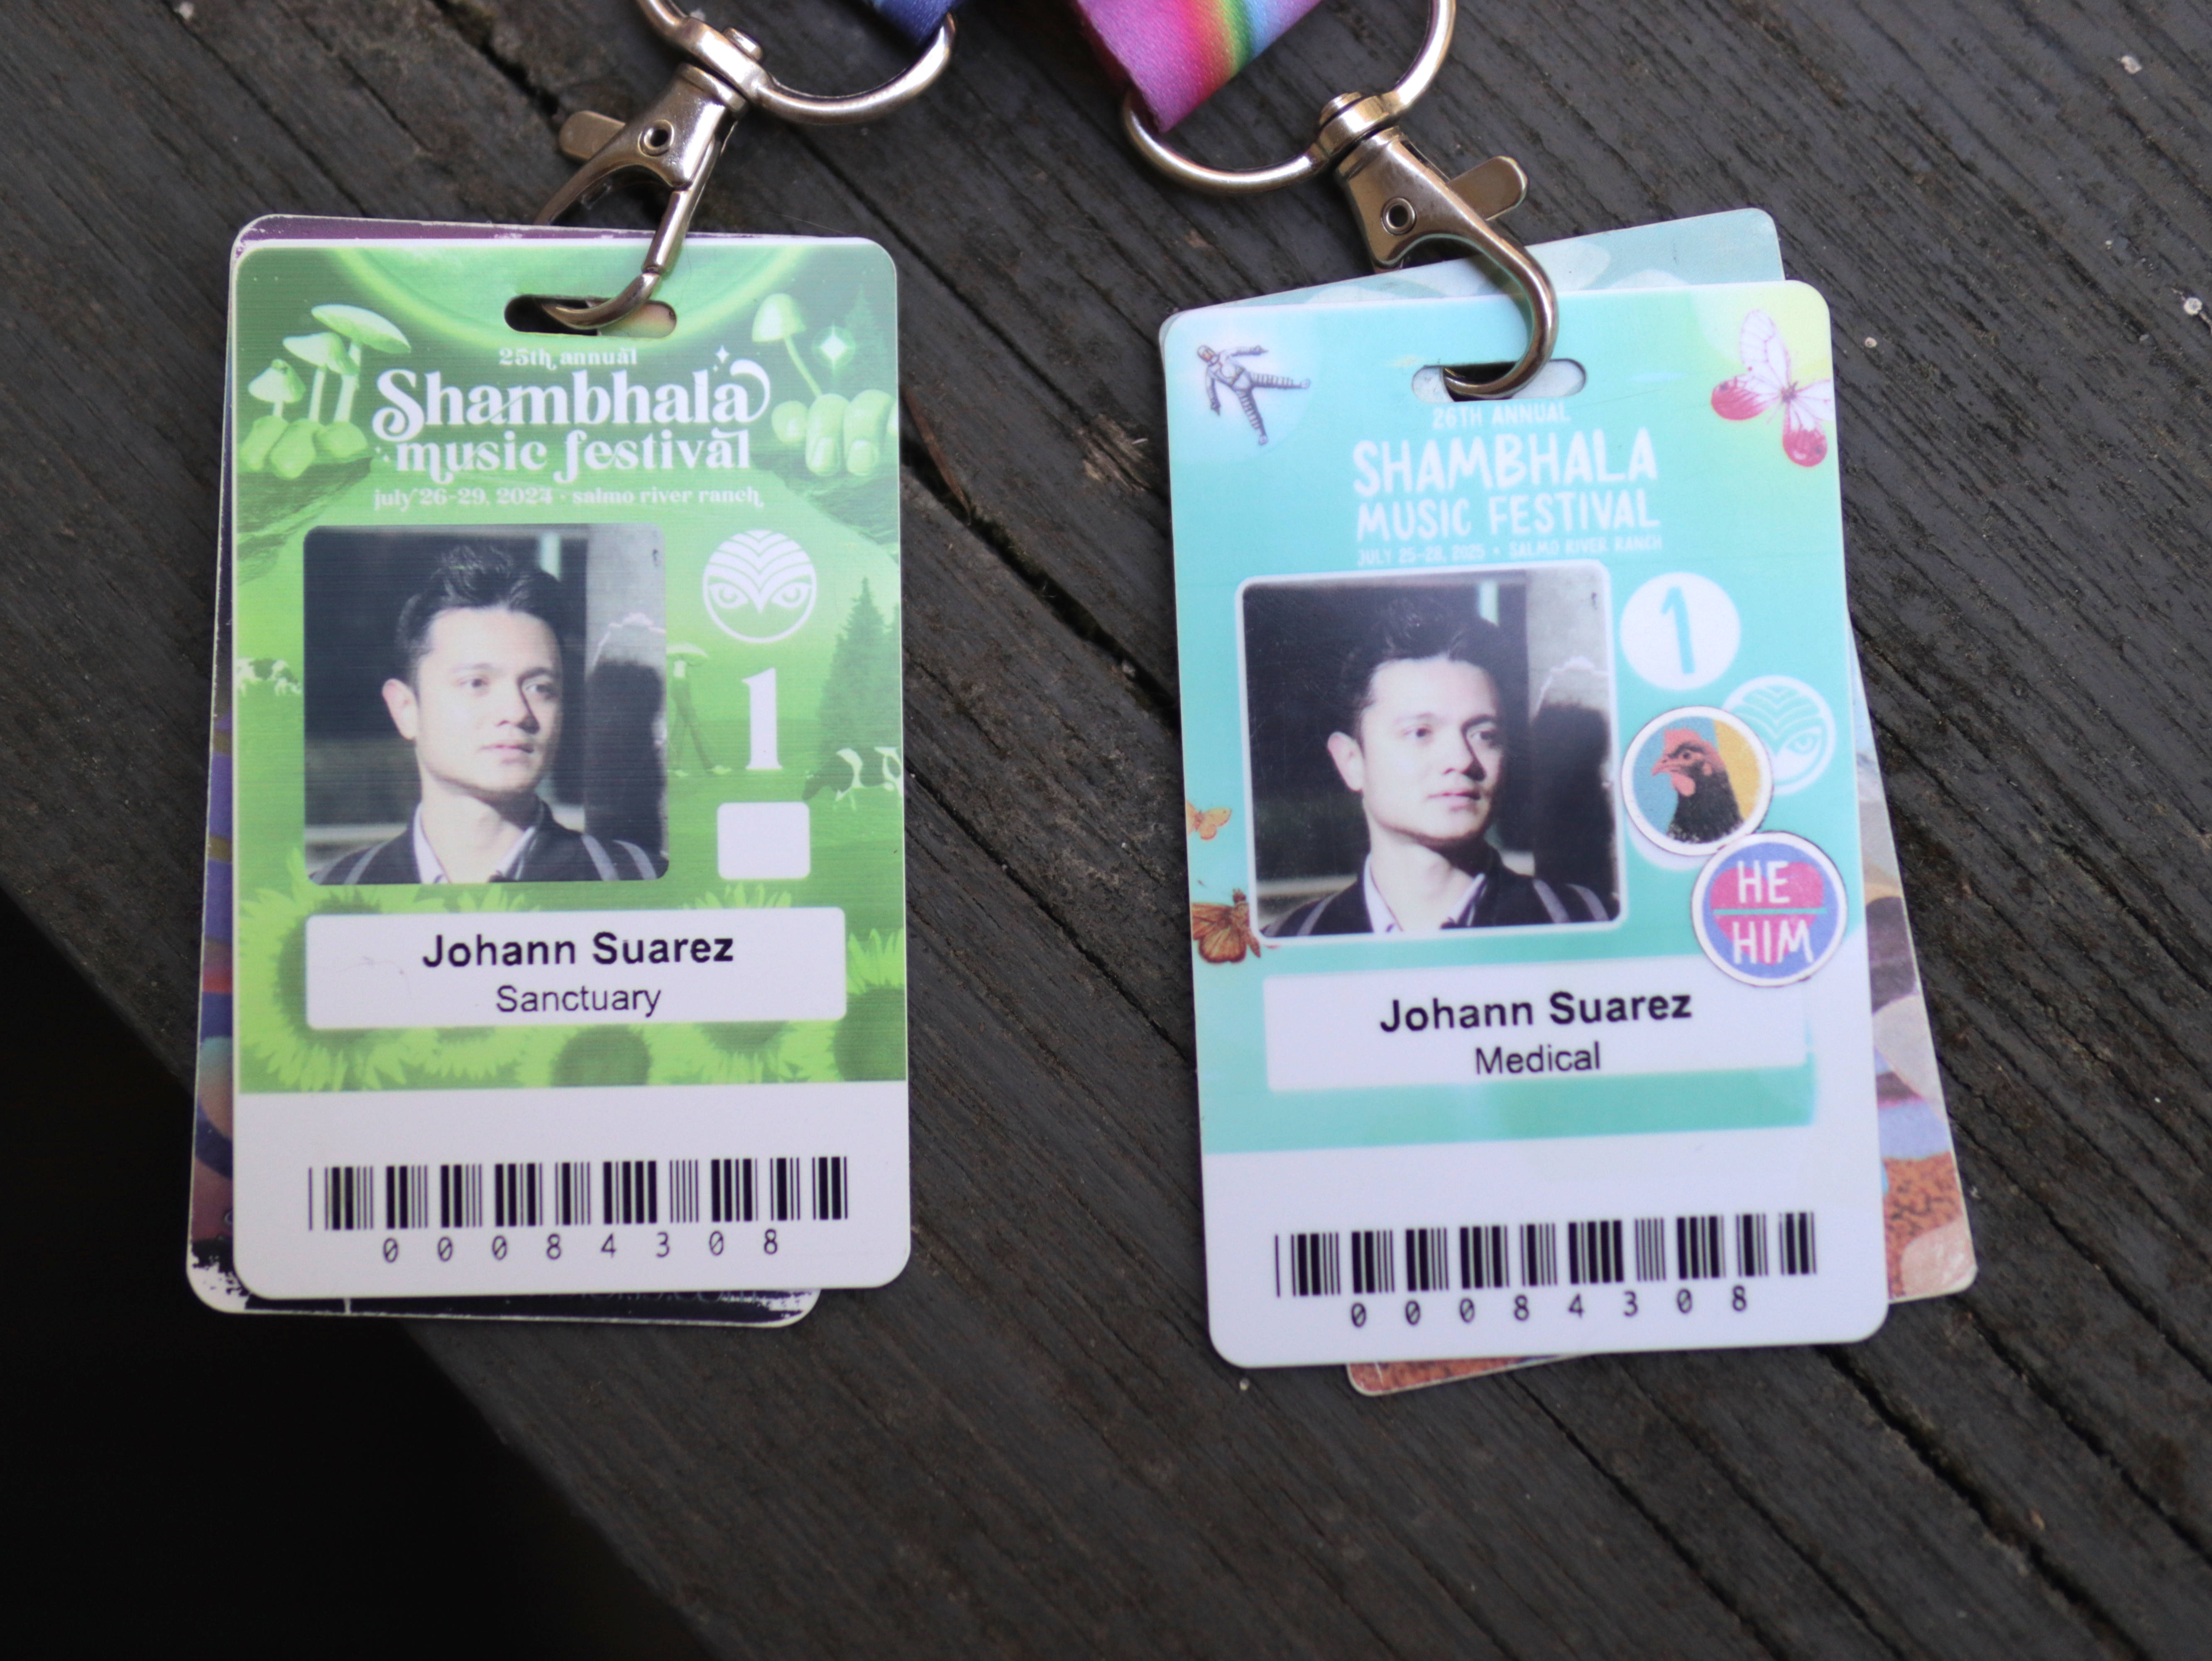 25th annual
Shambhala
music festival
july 26-29, 2024 · salmo river ranch
1
Johann Suarez
Sanctuary
00084308
26TH ANNUAL
SHAMBHALA
MUSIC FESTIVAL
JULY 25-28, 2025 • SALMO RIVER RANCH
1
HE
HIM
Johann Suarez
Medical
00084308